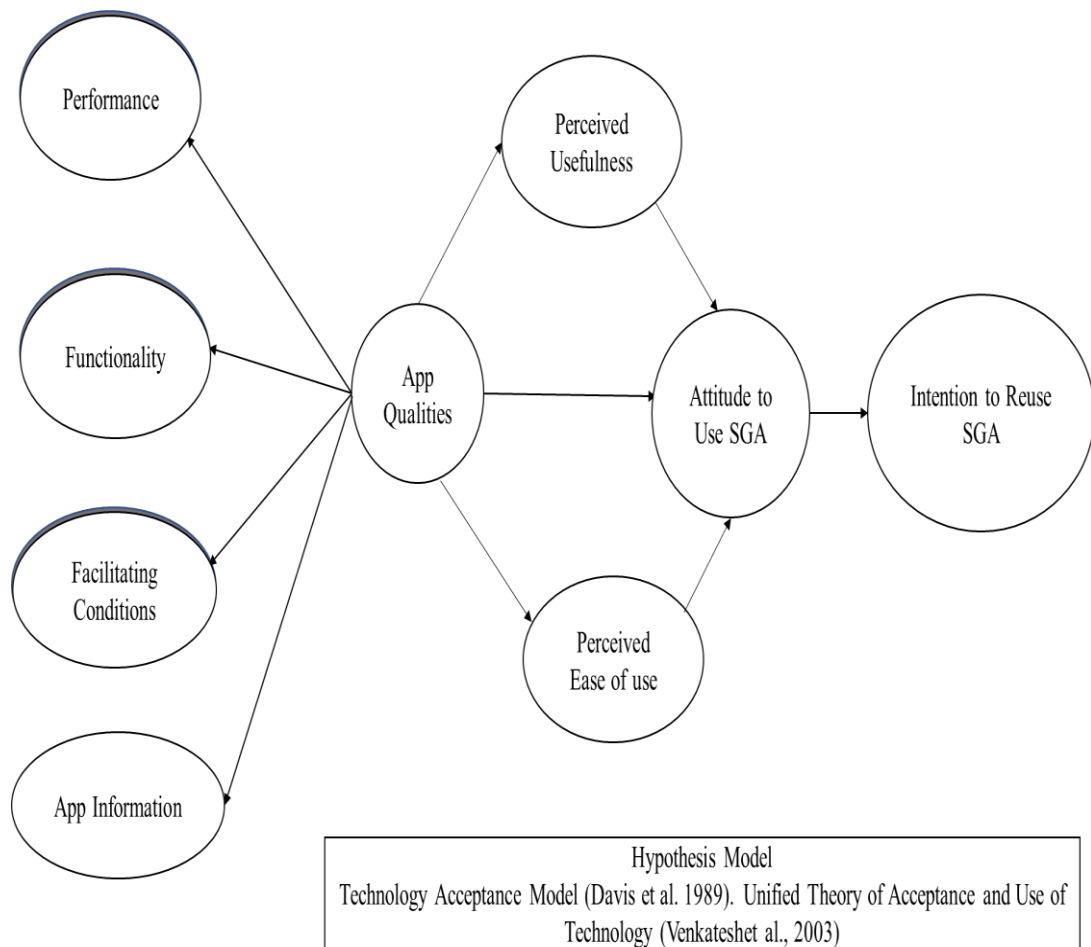 Performance
Functionality
Facilitating
Conditions
App Information
App
Qualities
Perceived
Usefulness
Perceived
Ease of use
Attitude to
Use SGA
Intention to Reuse
SGA
Hypothesis Model
Technology Acceptance Model (Davis et al. 1989). Unified Theory of Acceptance and Use of
Technology (Venkateshet al., 2003)